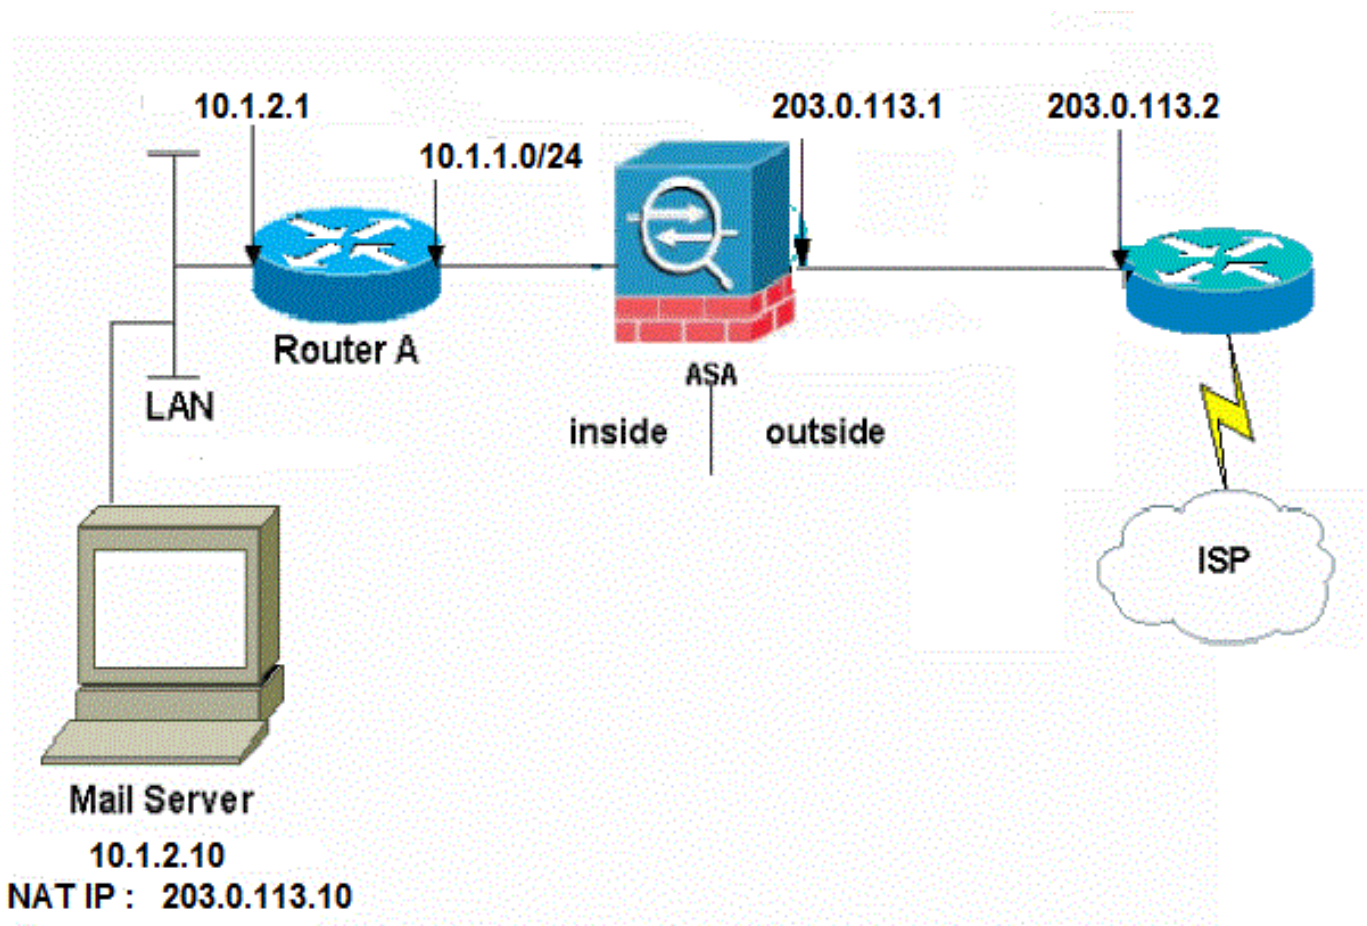 10.1.2.1
203.0.113.1
203.0.113.2
10.1.1.0/24
Router A
ASA
LAN
inside
outside
ISP
Mail Server
10.1.2.10
NAT IP : 203.0.113.10